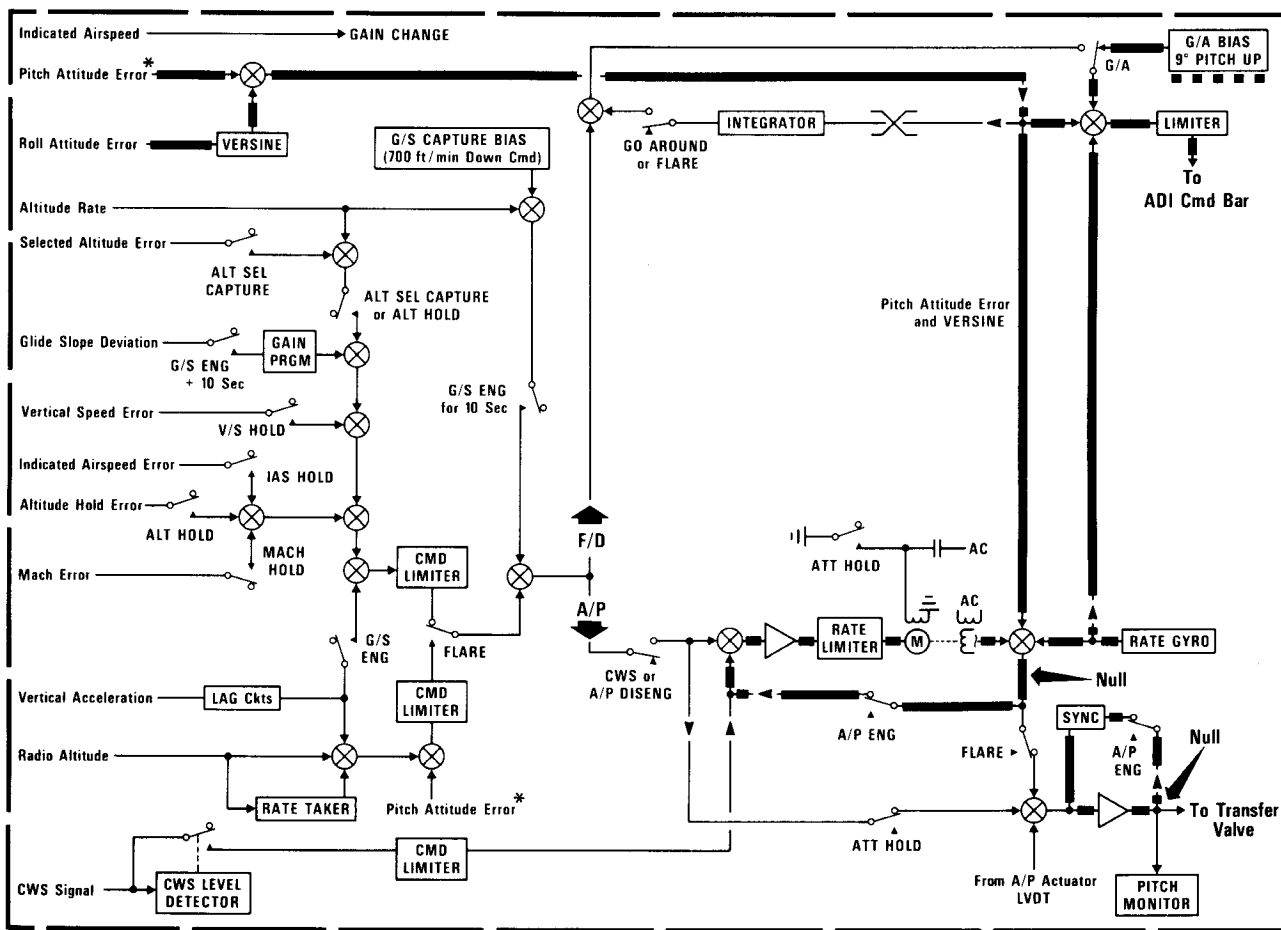 Indicated Airspeed
GAIN CHANGE
G/A BIAS
9° PITCH UP
Pitch Attitude Error*
G/A
Roll Attitude Error
VERSINE
G/S CAPTURE BIAS
(700 ft/min Down Cmd)
INTEGRATOR
GO AROUND
or FLARE
LIMITER
To
ADI Cmd Bar
Altitude Rate
Selected Altitude Error
ALT SEL
CAPTURE
ALT SEL CAPTURE
or ALT HOLD
Pitch Attitude Error
and VERSINE
Glide Slope Deviation
G/S ENG
+ 10 Sec
GAIN
PRGM
G/S ENG
for 10 Sec
Vertical Speed Error
V/S HOLD
Indicated Airspeed Error
IAS HOLD
Altitude Hold Error
ALT HOLD
MACH
HOLD
Mach Error
CMD
LIMITER
F/D
A/P
ATT HOLD
AC
AC
G/S
ENG
FLARE
CWS or
A/P DISENG
RATE
LIMITER
M
RATE GYRO
Null
Vertical Acceleration
LAG Ckts
CMD
LIMITER
A/P ENG
SYNC
A/P
ENG
Null
Radio Altitude
FLARE
RATE TAKER
Pitch Attitude Error*
To Transfer
Valve
ATT HOLD
CMD
LIMITER
CWS Signal
CWS LEVEL
DETECTOR
From A/P Actuator
LVDT
PITCH
MONITOR